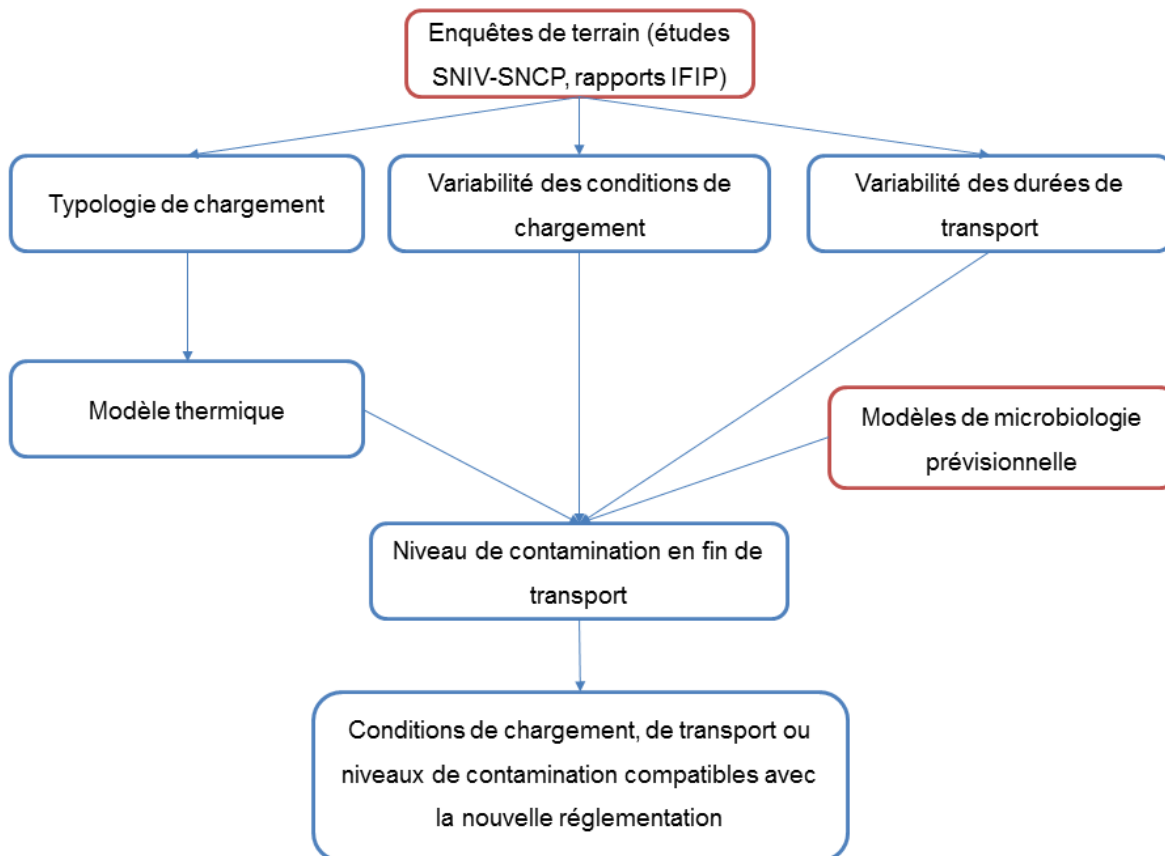 Enquêtes de terrain (études
SNIV-SNCP, rapports IFIP)
Typologie de chargement
Variabilité des conditions de
chargement
Variabilité des durées de
transport
Modèle thermique
Modèles de microbiologie
prévisionnelle
Niveau de contamination en fin de
transport
Conditions de chargement, de transport ou
niveaux de contamination compatibles avec
la nouvelle réglementation